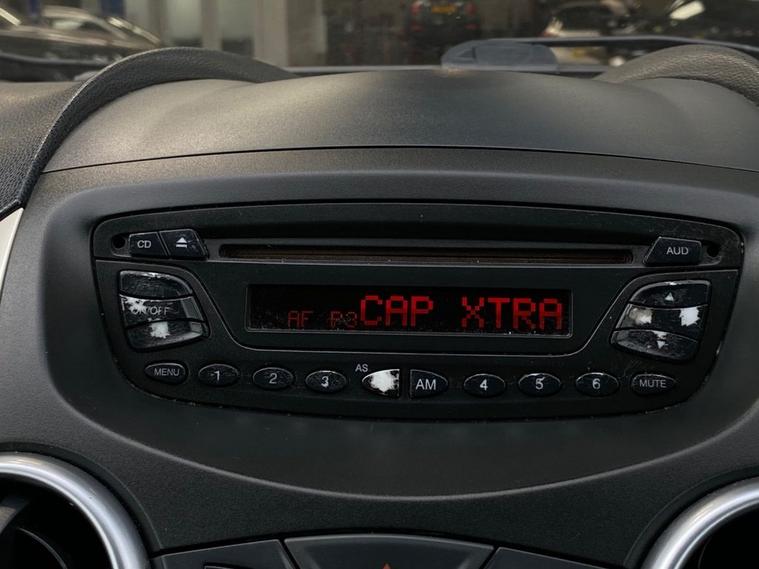 CD
AUD
ON/OFF
AF P3 CAP XTRA
MENU 1 2 3 AS AM 4 5 6 MUTE